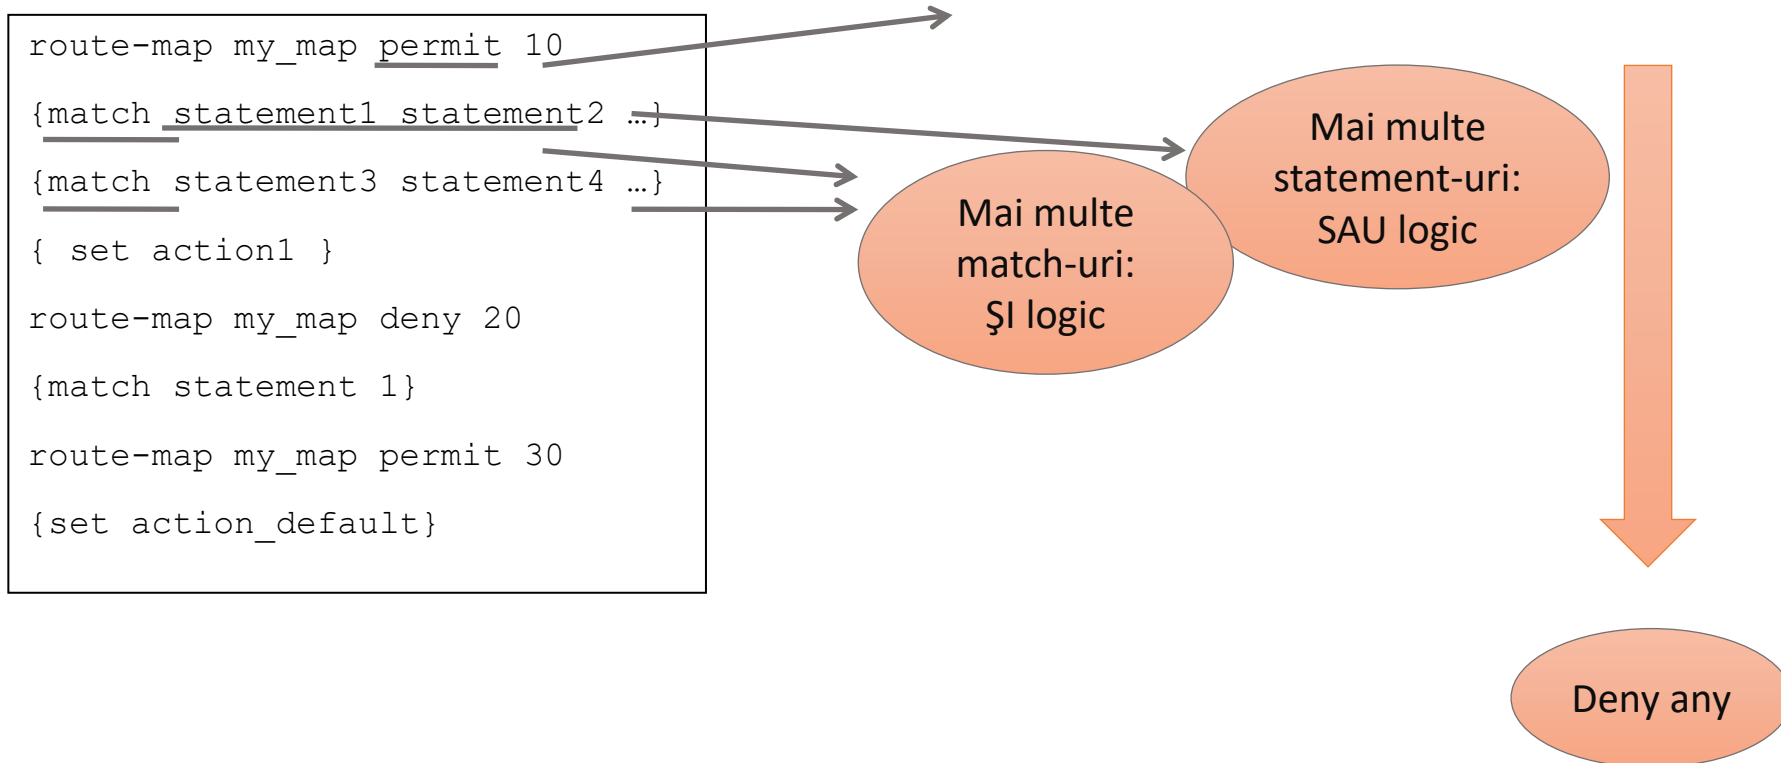 route-map my_map permit 10
{match statement1 statement2 …}
{match statement3 statement4 …}
{ set action1 }
route-map my_map deny 20
{match statement 1}
route-map my_map permit 30
{set action_default}
Mai multe
statement-uri:
SAU logic
Mai multe
match-uri:
ŞI logic
Deny any